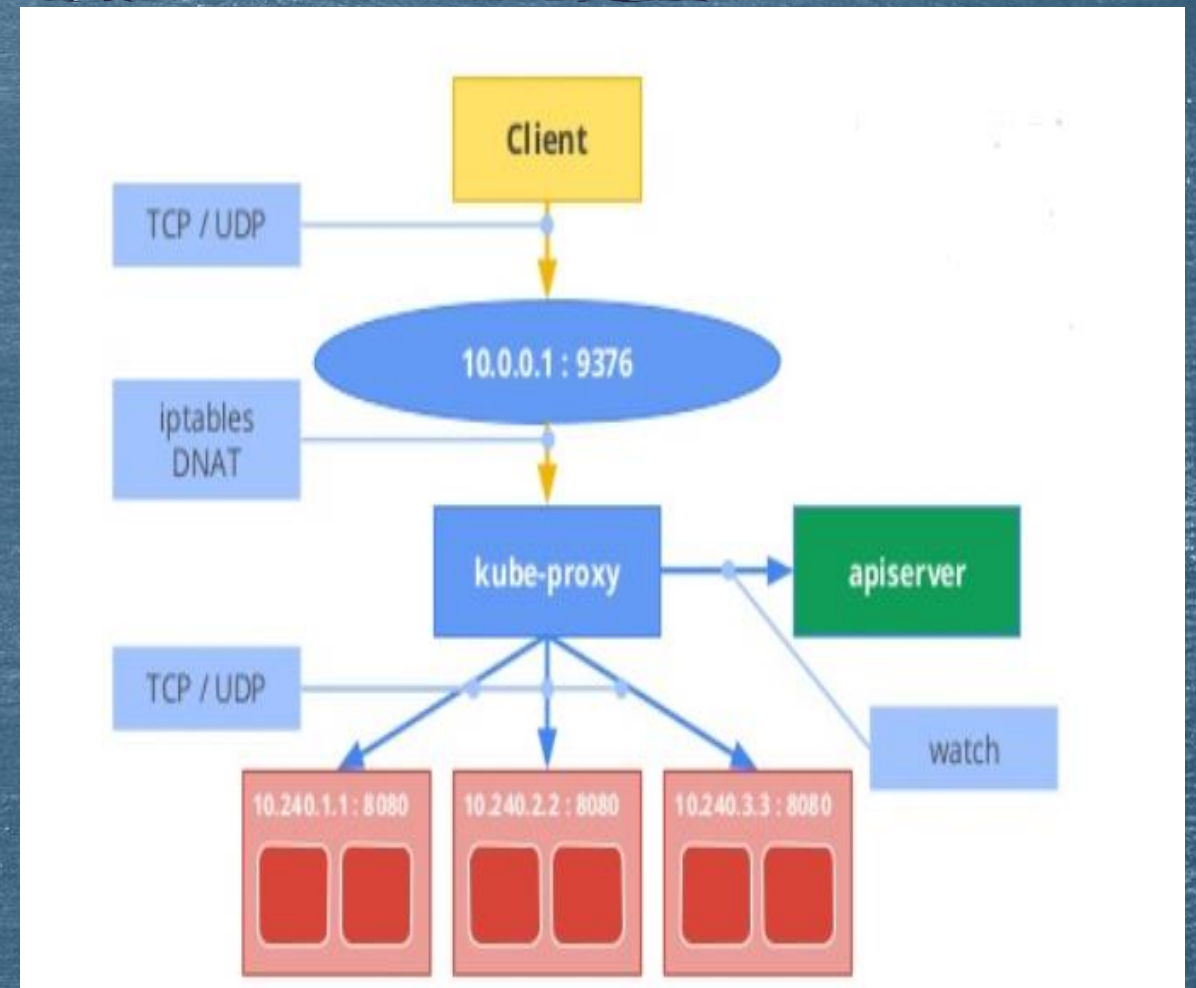 Client
TCP / UDP
10.0.0.1 : 9376
iptables
DNAT
kube-proxy
apiserver
TCP / UDP
watch
10.240.1.1 : 8080
10.240.2.2 : 8080
10.240.3.3 : 8080